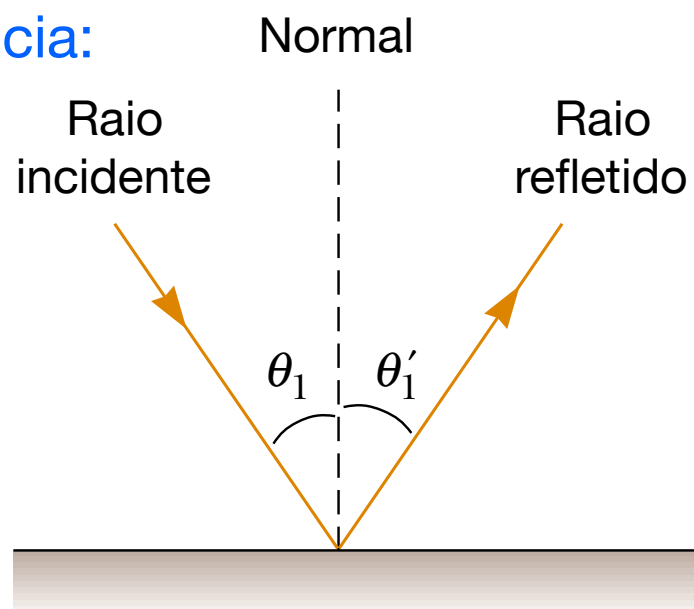 cia:
Normal
Raio
incidente
Raio
refletido
θ₁
θ₁′